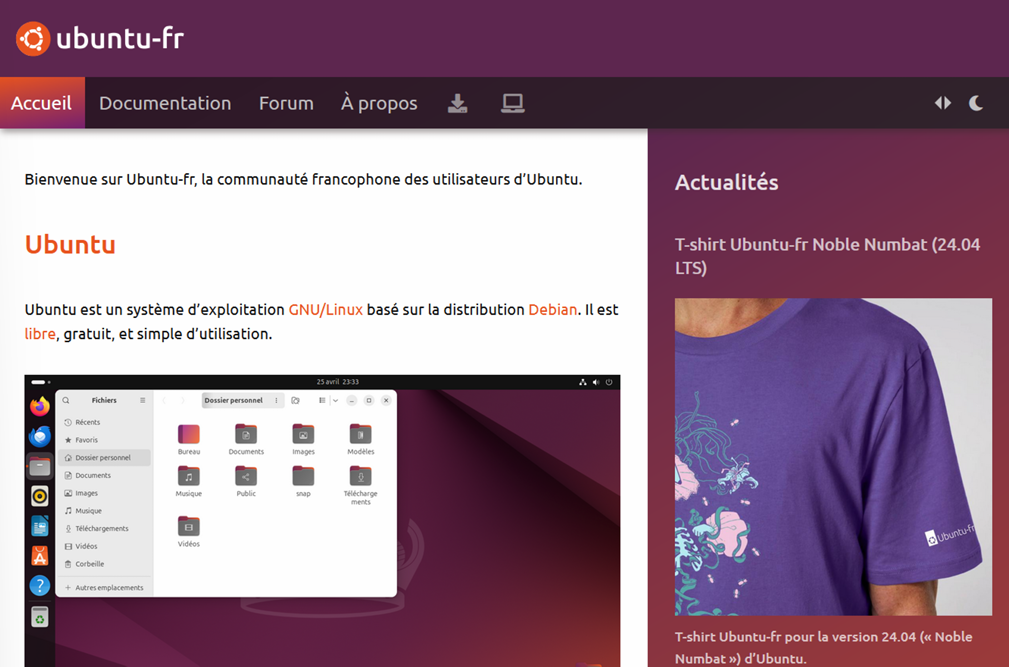 ubuntu-fr
Accueil Documentation Forum À propos
Bienvenue sur Ubuntu-fr, la communauté francophone des utilisateurs d’Ubuntu.
Ubuntu
Ubuntu est un système d’exploitation GNU/Linux basé sur la distribution Debian. Il est
libre, gratuit, et simple d’utilisation.
25 avril 23:33
Fichiers
Récents
Favoris
Dossier personnel
Documents
Images
Musique
Téléchargements
Vidéos
Corbeille
Autres emplacements
Dossier personnel
Bureau Documents Images Modèles
Musique Public snap Télécharge
ments
Vidéos
Actualités
T-shirt Ubuntu-fr Noble Numbat (24.04
LTS)
Ubuntu-fr
T-shirt Ubuntu-fr pour la version 24.04 (« Noble
Numbat ») d’Ubuntu.